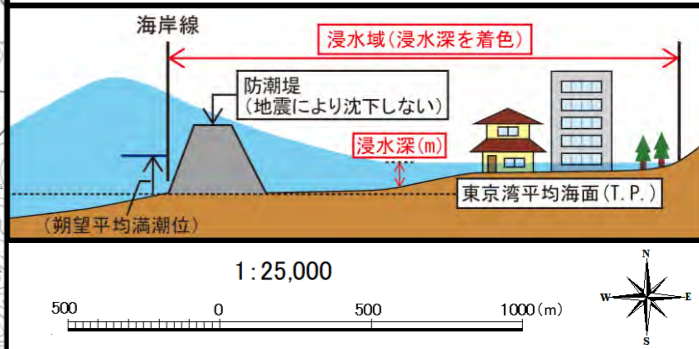 海岸線
浸水域(浸水深を着色)
防潮堤
(地震により沈下しない)
浸水深(m)
東京湾平均海面(T.P.)
(朔望平均満潮位)
1:25,000
500 0 500 1000(m)
N
W E
S